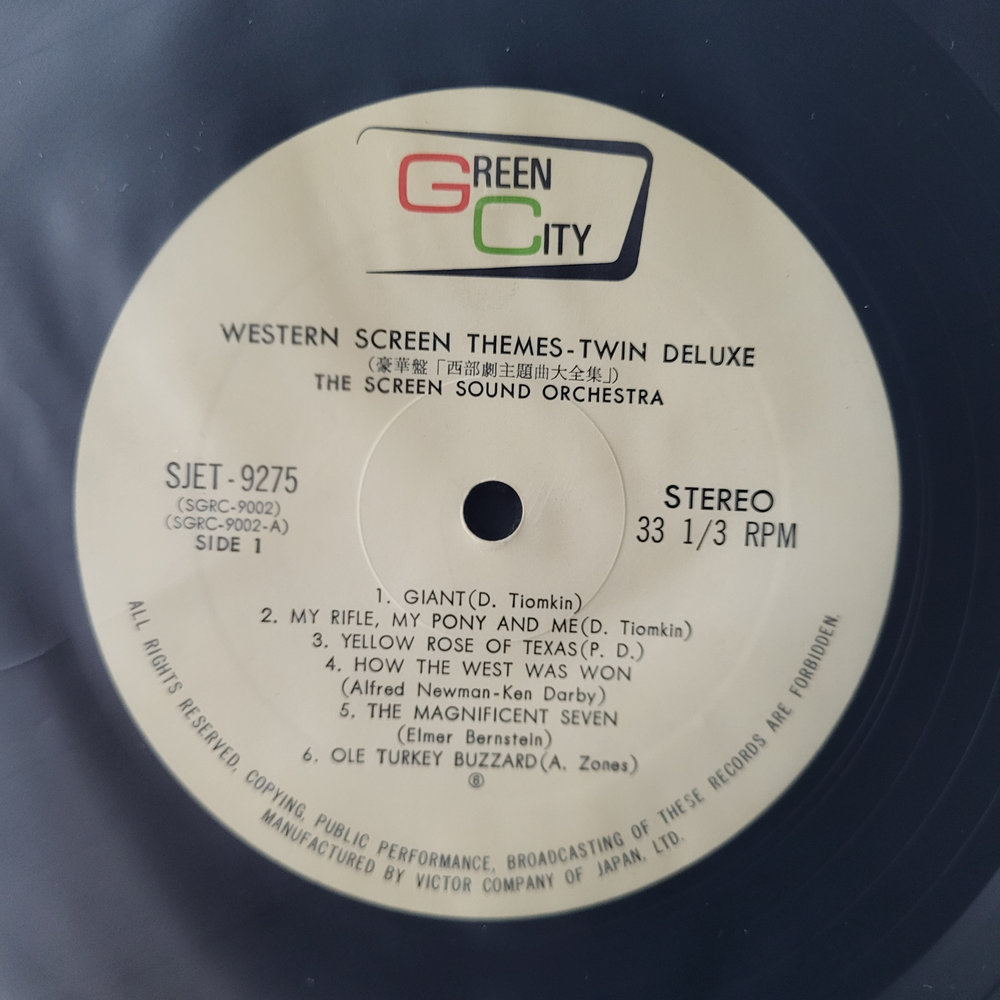 GREEN
CITY
WESTERN SCREEN THEMES-TWIN DELUXE
(豪華盤「西部劇主題曲大全集」)
THE SCREEN SOUND ORCHESTRA
SJET-9275
(SGRC-9002)
(SGRC-9002-A)
SIDE 1
STEREO
33 1/3 RPM
1. GIANT(D. Tiomkin)
2. MY RIFLE, MY PONY AND ME(D. Tiomkin)
3. YELLOW ROSE OF TEXAS(P. D.)
4. HOW THE WEST WAS WON
(Alfred Newman-Ken Darby)
5. THE MAGNIFICENT SEVEN
(Elmer Bernstein)
6. OLE TURKEY BUZZARD(A. Zones)
ALL RIGHTS RESERVED, COPYING, PUBLIC PERFORMANCE, BROADCASTING OF THESE RECORDS ARE FORBIDDEN.
MANUFACTURED BY VICTOR COMPANY OF JAPAN, LTD.